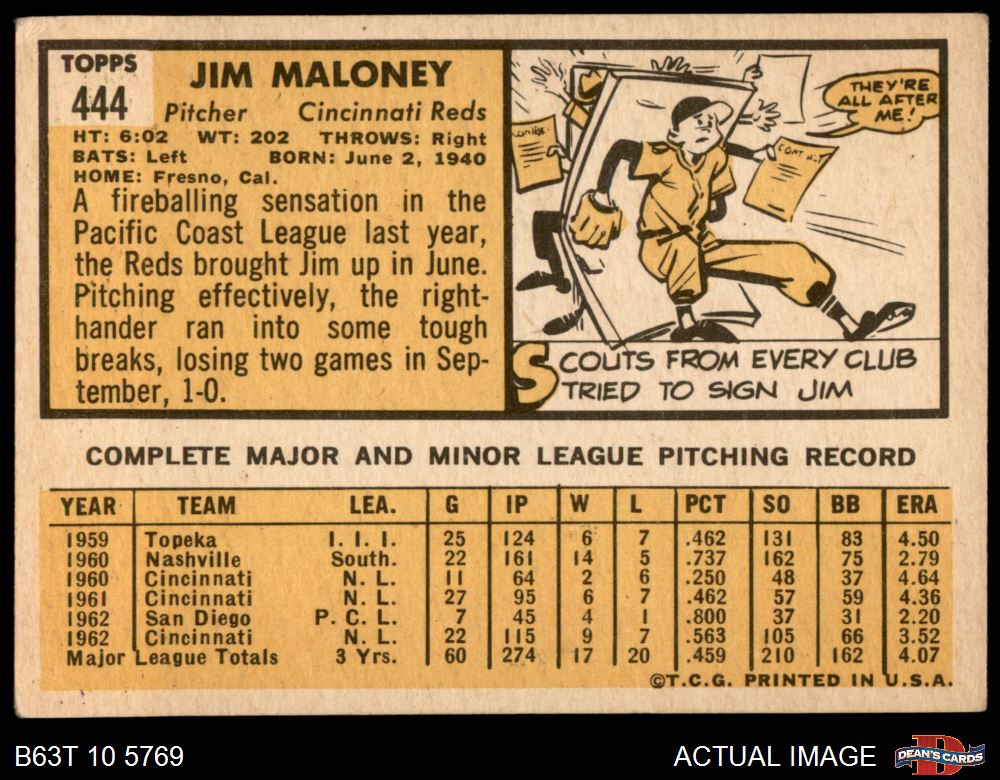 TOPPS
444
JIM MALONEY
Pitcher Cincinnati Reds
HT: 6:02 WT: 202 THROWS: Right
BATS: Left BORN: June 2, 1940
HOME: Fresno, Cal.
A fireballing sensation in the
Pacific Coast League last year,
the Reds brought Jim up in June.
Pitching effectively, the right-
hander ran into some tough
breaks, losing two games in Sep-
tember, 1-0.
THEY'RE
ALL AFTER
ME!
SCOUTS FROM EVERY CLUB
TRIED TO SIGN JIM
COMPLETE MAJOR AND MINOR LEAGUE PITCHING RECORD
YEAR TEAM LEA. G IP W L PCT SO BB ERA
1959 Topeka I. I. I. 25 124 6 7 .462 131 83 4.50
1960 Nashville South. 22 161 14 5 .737 162 75 2.79
1960 Cincinnati N. L. 11 64 2 6 .250 48 37 4.64
1961 Cincinnati N. L. 27 95 6 7 .462 57 59 4.36
1962 San Diego P. C. L. 7 45 4 1 .800 37 31 2.20
1962 Cincinnati N. L. 22 115 9 7 .563 105 66 3.52
Major League Totals 3 Yrs. 60 274 17 20 .459 210 162 4.07
©T.C.G. PRINTED IN U.S.A.
B63T 10 5769
ACTUAL IMAGE
DEAN'S CARDS